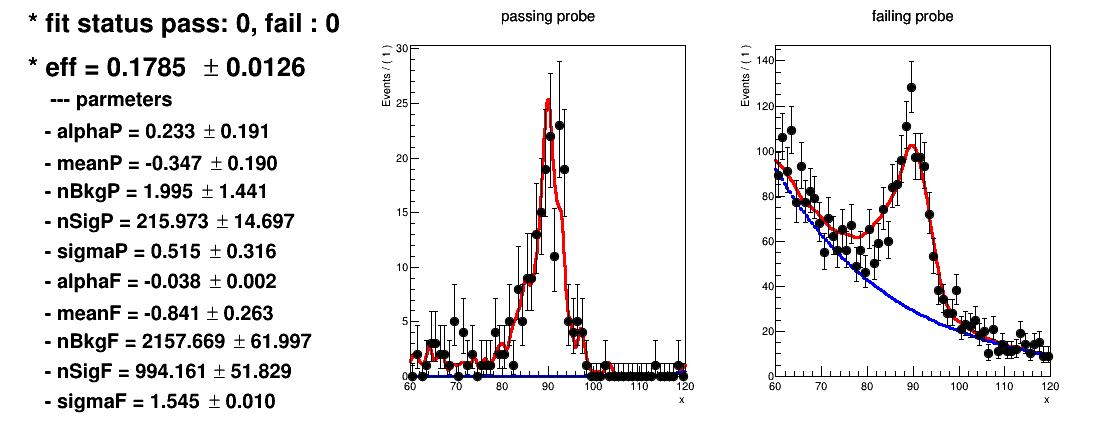 * fit status pass: 0, fail : 0
* eff = 0.1785 ± 0.0126
--- parmeters
- alphaP = 0.233 ± 0.191
- meanP = -0.347 ± 0.190
- nBkgP = 1.995 ± 1.441
- nSigP = 215.973 ± 14.697
- sigmaP = 0.515 ± 0.316
- alphaF = -0.038 ± 0.002
- meanF = -0.841 ± 0.263
- nBkgF = 2157.669 ± 61.997
- nSigF = 994.161 ± 51.829
- sigmaF = 1.545 ± 0.010
passing probe
Events / ( 1 )
30
25
20
15
10
5
0
60 70 80 90 100 110 120
x
failing probe
Events / ( 1 )
140
120
100
80
60
40
20
0
60 70 80 90 100 110 120
x